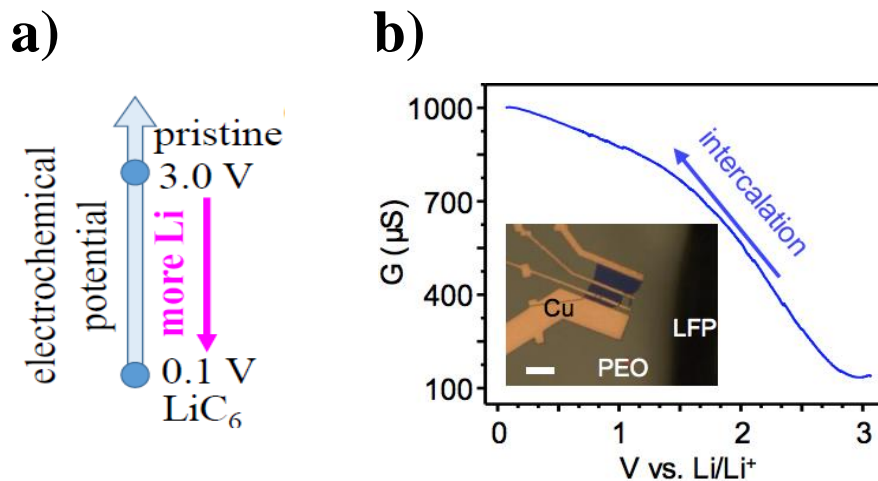 a)
electrochemical
potential
pristine
3.0 V
more Li
0.1 V
LiC₆
b)
G (µS)
1000
700
400
100
intercalation
Cu
LFP
PEO
0
1
2
3
V vs. Li/Li⁺